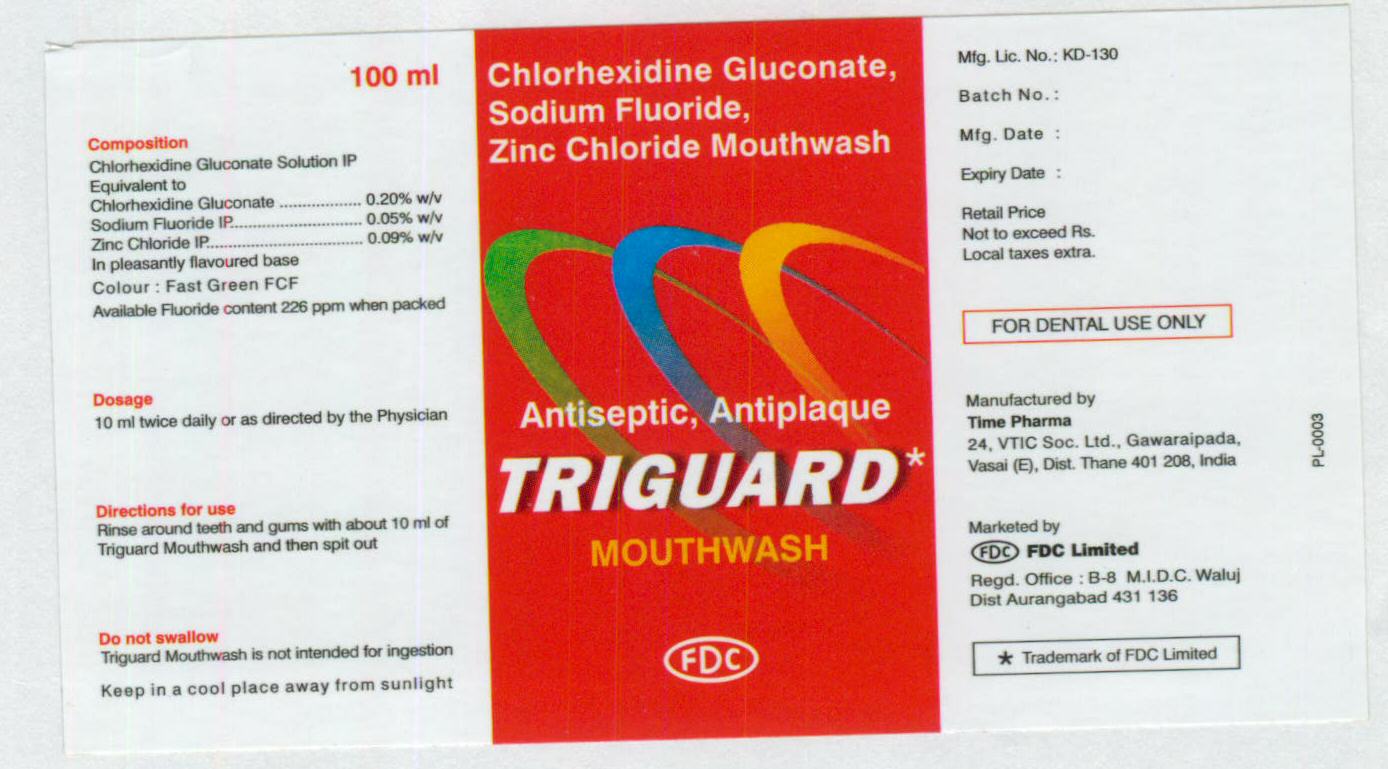 100 ml
Composition
Chlorhexidine Gluconate Solution IP
Equivalent to
Chlorhexidine Gluconate .................. 0.20% w/v
Sodium Fluoride IP............................. 0.05% w/v
Zinc Chloride IP.................................. 0.09% w/v
In pleasantly flavoured base
Colour : Fast Green FCF
Available Fluoride content 226 ppm when packed
Dosage
10 ml twice daily or as directed by the Physician
Directions for use
Rinse around teeth and gums with about 10 ml of
Triguard Mouthwash and then spit out
Do not swallow
Triguard Mouthwash is not intended for ingestion
Keep in a cool place away from sunlight
Chlorhexidine Gluconate,
Sodium Fluoride,
Zinc Chloride Mouthwash
Antiseptic, Antiplaque
TRIGUARD*
MOUTHWASH
FDC
Mfg. Lic. No.: KD-130
Batch No. :
Mfg. Date :
Expiry Date :
Retail Price
Not to exceed Rs.
Local taxes extra.
FOR DENTAL USE ONLY
Manufactured by
Time Pharma
24, VTIC Soc. Ltd., Gawaraipada,
Vasai (E), Dist. Thane 401 208, India
Marketed by
FDC FDC Limited
Regd. Office : B-8 M.I.D.C. Waluj
Dist Aurangabad 431 136
* Trademark of FDC Limited
PL-0003